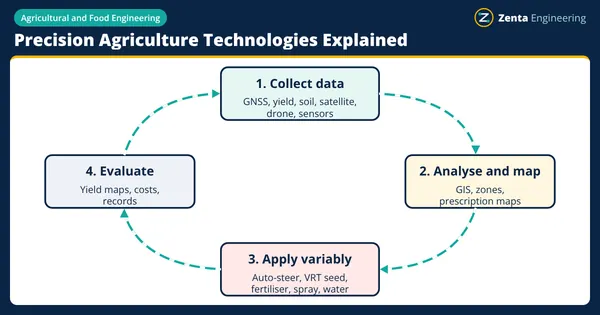 Agricultural and Food Engineering
Zenta Engineering
Precision Agriculture Technologies Explained
1. Collect data
GNSS, yield, soil, satellite,
drone, sensors
2. Analyse and map
GIS, zones,
prescription maps
3. Apply variably
Auto-steer, VRT seed,
fertiliser, spray, water
4. Evaluate
Yield maps, costs,
records